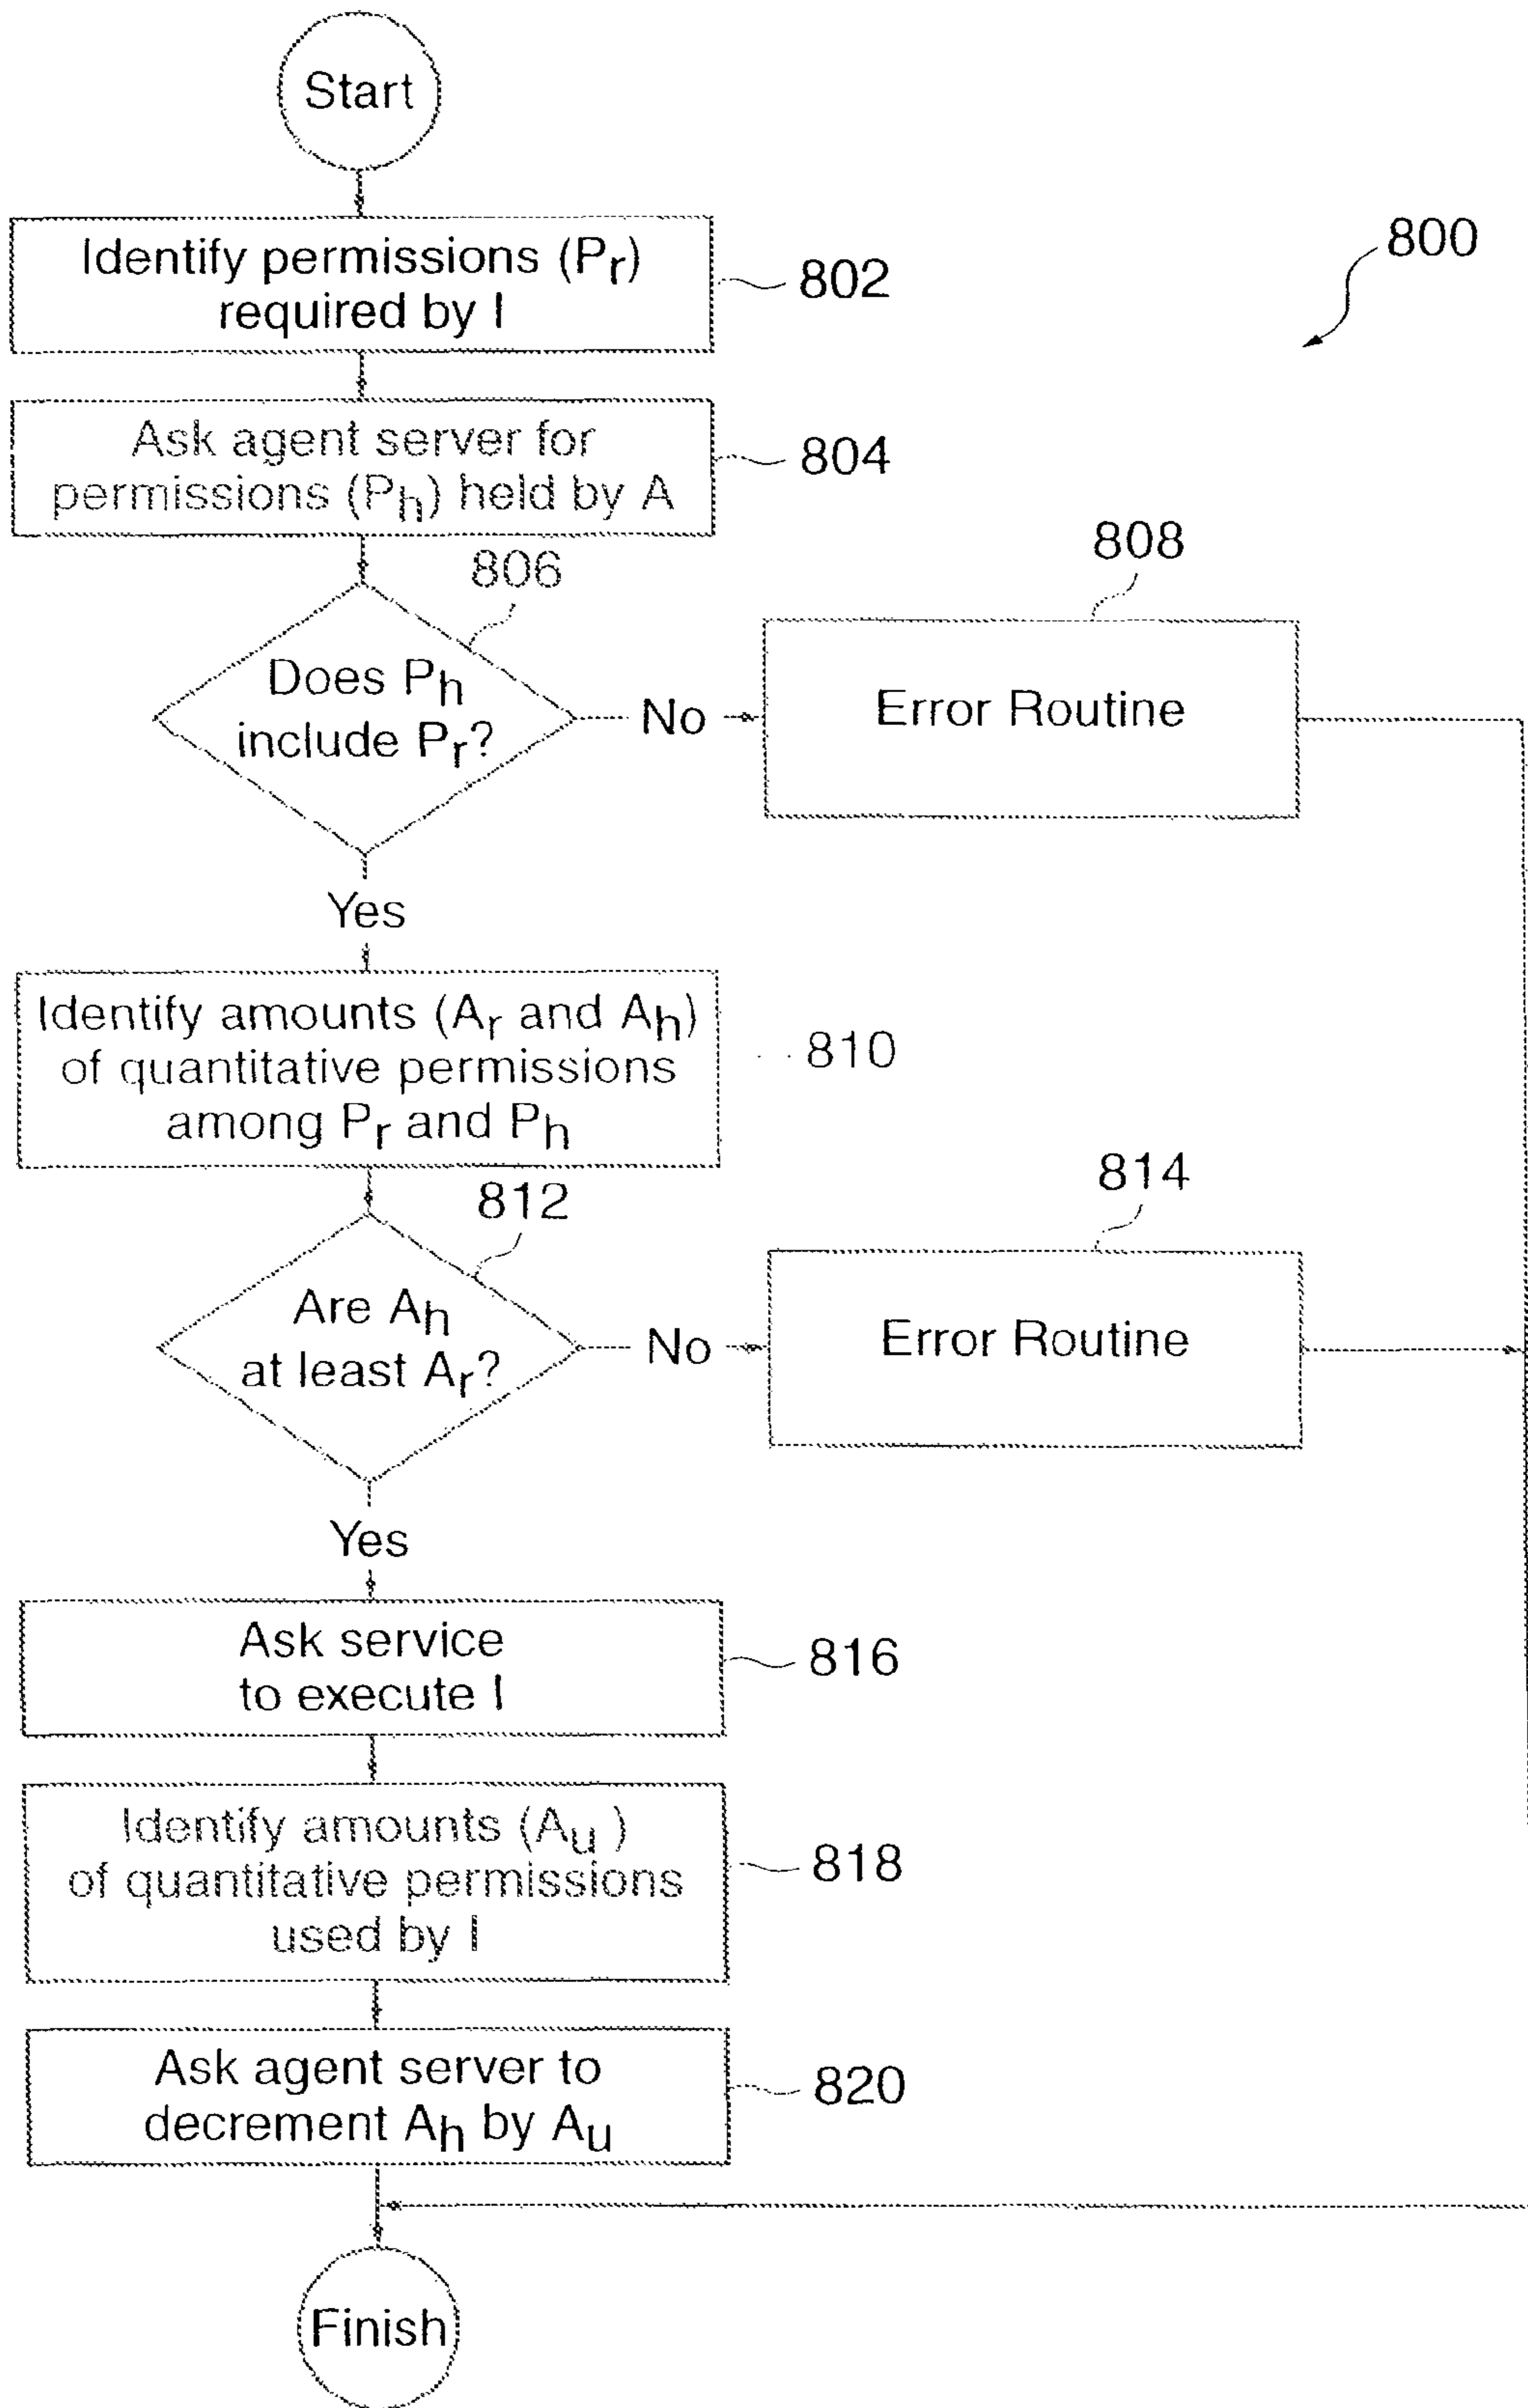 Start
800
Identify permissions (Pr)
required by I
802
Ask agent server for
permissions (Ph) held by A
804
806
808
Does Ph
include Pr?
No
Error Routine
Yes
Identify amounts (Ar and Ah)
of quantitative permissions
among Pr and Ph
810
812
814
Are Ah
at least Ar?
No
Error Routine
Yes
Ask service
to execute I
816
Identify amounts (Au )
of quantitative permissions
used by I
818
Ask agent server to
decrement Ah by Au
820
Finish